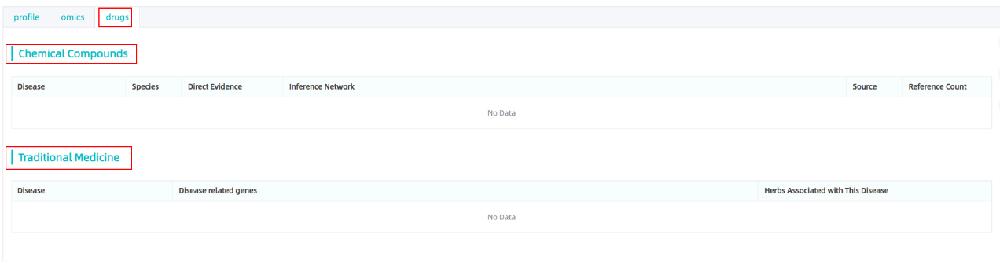 profile omics drugs
Chemical Compounds
Disease Species Direct Evidence Inference Network Source Reference Count
No Data
Traditional Medicine
Disease Disease related genes Herbs Associated with This Disease
No Data